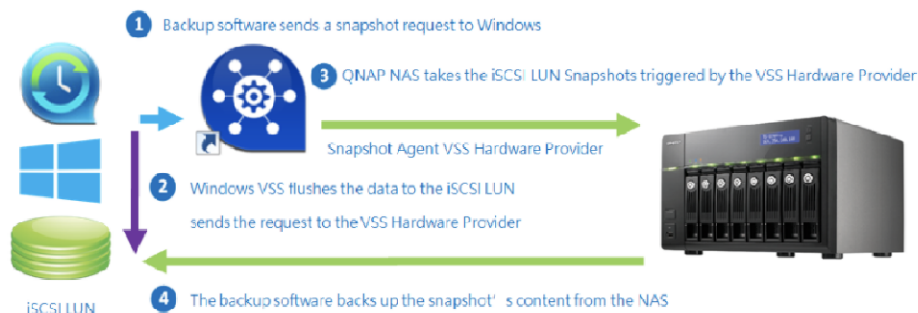 1 Backup software sends a snapshot request to Windows
3 QNAP NAS takes the iSCSI LUN Snapshots triggered by the VSS Hardware Provider
Snapshot Agent VSS Hardware Provider
2 Windows VSS flushes the data to the iSCSI LUN
sends the request to the VSS Hardware Provider
iSCSI LUN
4 The backup software backs up the snapshot' s content from the NAS